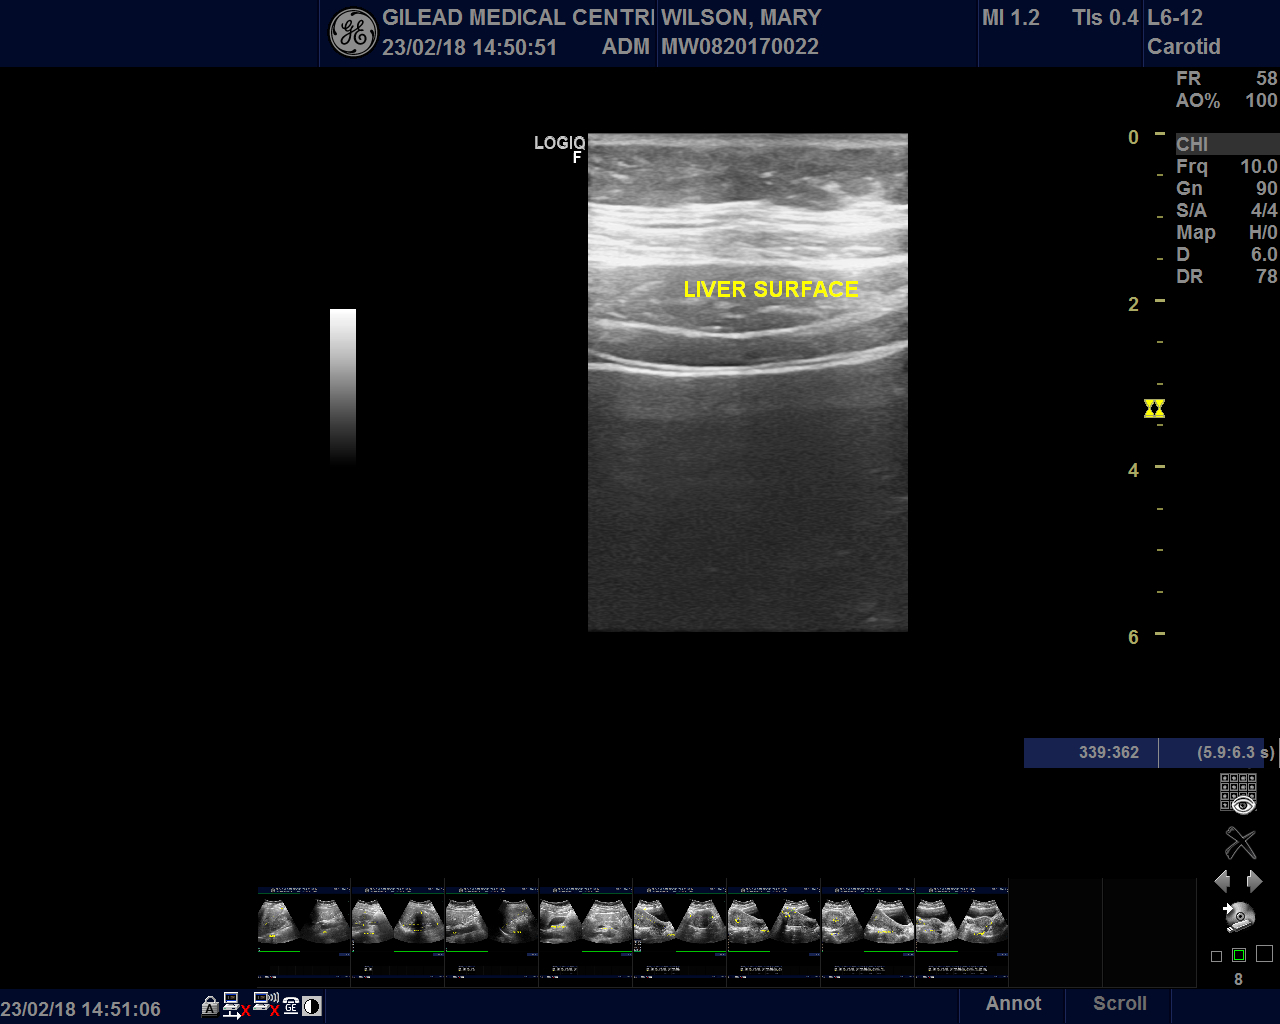 GILEAD MEDICAL CENTRI
WILSON, MARY
MI 1.2
TIs 0.4
L6-12
23/02/18 14:50:51
ADM
MW0820170022
Carotid
FR 58
AO% 100
CHI
Frq 10.0
Gn 90
S/A 4/4
Map H/0
D 6.0
DR 78
LOGIQ
F
0
2
4
6
LIVER SURFACE
339:362
(5.9:6.3 s)
8
23/02/18 14:51:06
Annot
Scroll